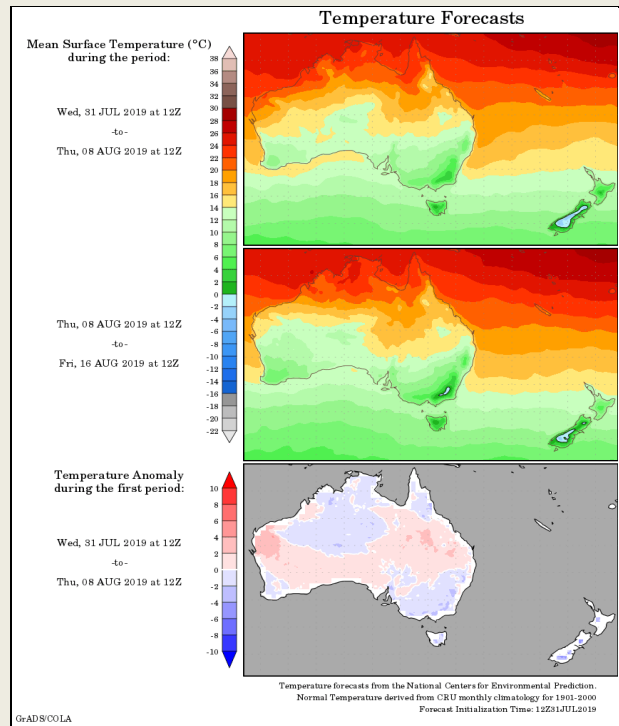 Temperature Forecasts
Mean Surface Temperature (°C)
during the period:
Wed, 31 JUL 2019 at 12Z
-to-
Thu, 08 AUG 2019 at 12Z
38
36
34
32
30
28
26
24
23
22
21
20
18
16
14
12
10
8
6
4
2
0
-2
-4
-6
-8
-10
-12
-14
-16
-17
-18
-20
-22
Thu, 08 AUG 2019 at 12Z
-to-
Fri, 16 AUG 2019 at 12Z
Temperature Anomaly
during the first period:
Wed, 31 JUL 2019 at 12Z
-to-
Thu, 08 AUG 2019 at 12Z
10
8
6
4
2
0
-2
-4
-6
-8
-10
Temperature forecasts from the National Centers for Environmental Prediction.
Normal Temperature derived from CRU monthly climatology for 1901-2000
Forecast Initialization Time: 12Z31JUL2019
GrADS/COLA